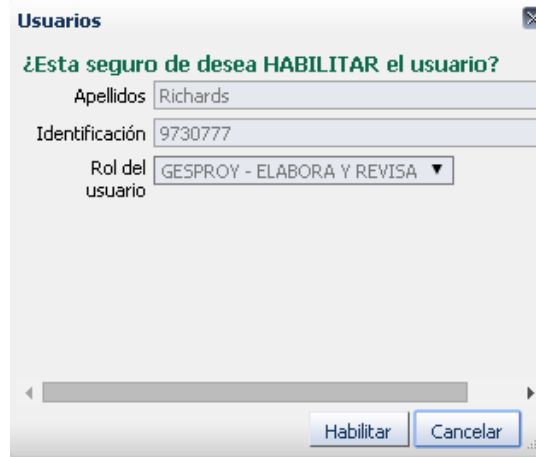 Usuarios
¿Esta seguro de desea HABILITAR el usuario?
Apellidos Richards
Identificación 9730777
Rol del GESPROY - ELABORA Y REVISA
usuario
Habilitar Cancelar